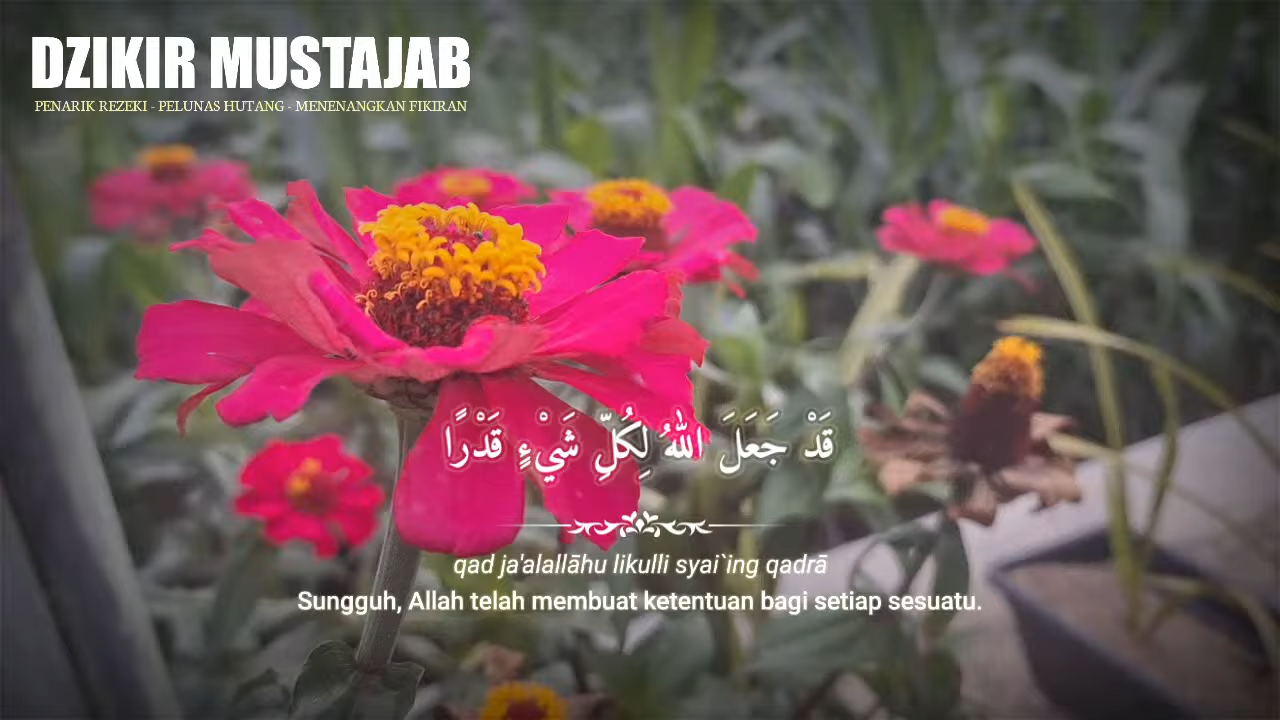 DZIKIR MUSTAJAB
PENARIK REZEKI - PELUNAS HUTANG - MENENANGKAN FIKIRAN
قَدْ جَعَلَ اللّٰهُ لِكُلِّ شَيْءٍ قَدْرًا
qad ja'alallāhu likulli syai`ing qadrā
Sungguh, Allah telah membuat ketentuan bagi setiap sesuatu.